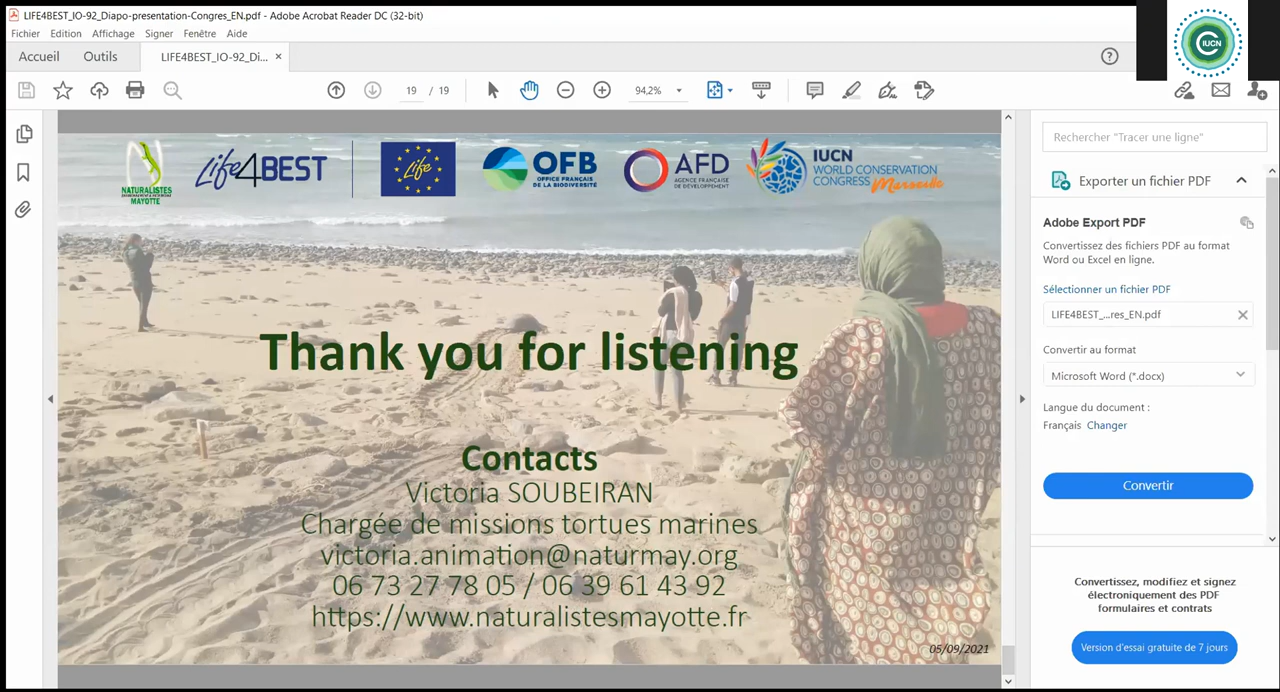 LIFE4BEST_IO-92_Diapo-presentation-Congres_EN.pdf - Adobe Acrobat Reader DC (32-bit)
Fichier Edition Affichage Signer Fenêtre Aide
Accueil Outils LIFE4BEST_IO-92_Di... ×
19 / 19 94,2%
IUCN
NATURALISTES
ENVIRONNEMENT & PATRIMOINE
MAYOTTE
Life4BEST
Life
OFB
OFFICE FRANÇAIS
DE LA BIODIVERSITÉ
AFD
AGENCE FRANÇAISE
DE DÉVELOPPEMENT
IUCN
WORLD CONSERVATION
CONGRESS Marseille
Thank you for listening
Contacts
Victoria SOUBEIRAN
Chargée de missions tortues marines
victoria.animation@naturmay.org
06 73 27 78 05 / 06 39 61 43 92
https://www.naturalistesmayotte.fr
05/09/2021
Rechercher "Tracer une ligne"
Exporter un fichier PDF
Adobe Export PDF
Convertissez des fichiers PDF au format
Word ou Excel en ligne.
Sélectionner un fichier PDF
LIFE4BEST_...res_EN.pdf
Convertir au format
Microsoft Word (*.docx)
Langue du document :
Français Changer
Convertir
Convertissez, modifiez et signez
électroniquement des PDF
formulaires et contrats
Version d'essai gratuite de 7 jours